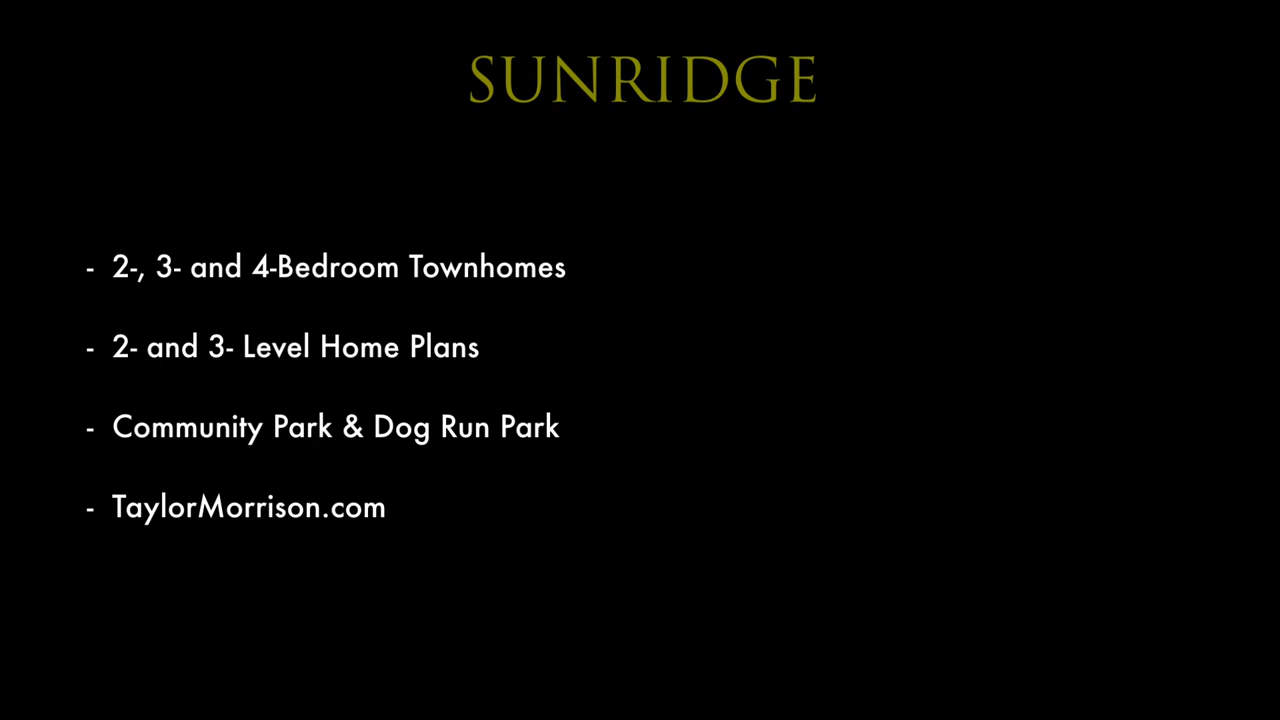 SUNRIDGE
- 2-, 3- and 4-Bedroom Townhomes
- 2- and 3- Level Home Plans
- Community Park & Dog Run Park
- TaylorMorrison.com